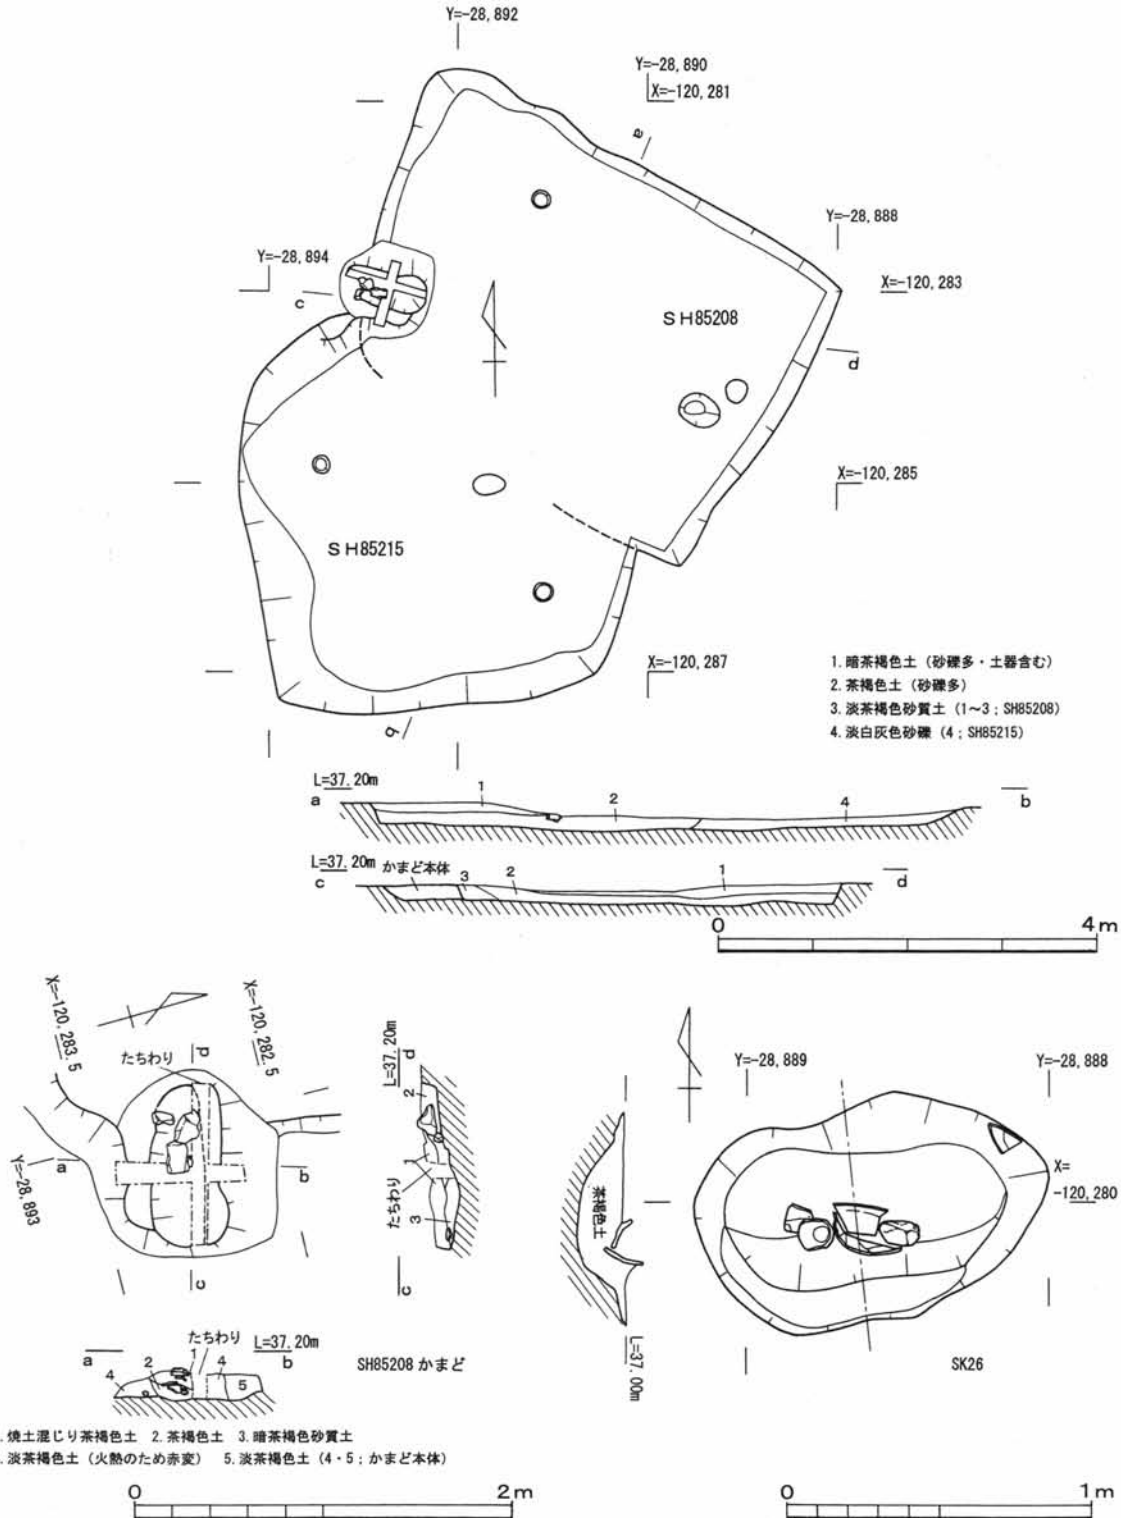 Y=-28,892
Y=-28,890
X=-120,281
a
Y=-28,888
Y=-28,894
X=-120,283
c
SH85208
d
X=-120,285
SH85215
X=-120,287
1.暗茶褐色土（砂礫多・土器含む）
2.茶褐色土（砂礫多）
3.淡茶褐色砂質土（1～3；SH85208）
4.淡白灰色砂礫（4；SH85215）
b
L=37.20m
a 1 2 4 b
L=37.20m かまど本体
c 3 2 1 d
0 4m
X=-120,283.5
X=-120,282.5
たちわり
d
a
b
Y=-28,893
c
L=37.20m
d
2
1
たちわり
3
c
Y=-28,889
Y=-28,888
X=
-120,280
茶褐色土
L=37.00m
たちわり L=37.20m
a 4 2 1 4 5 b
SH85208かまど
SK26
.焼土混じり茶褐色土 2.茶褐色土 3.暗茶褐色砂質土
.淡茶褐色土（火熱のため赤変） 5.淡茶褐色土（4・5；かまど本体）
0 2m
0 1m